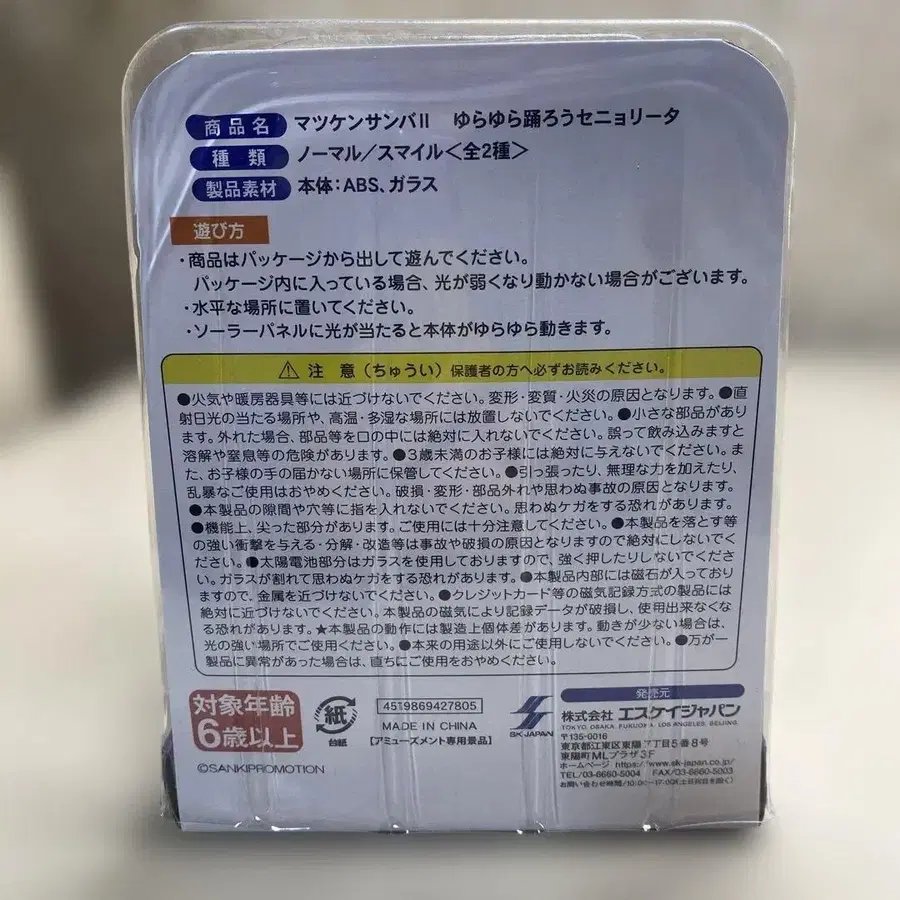 商品名 マツケンサンバII ゆらゆら踊ろうセニョリータ
種類 ノーマル／スマイル＜全2種＞
製品素材 本体：ABS、ガラス
遊び方
・商品はパッケージから出して遊んでください。
パッケージ内に入っている場合、光が弱くなり動かない場合がございます。
・水平な場所に置いてください。
・ソーラーパネルに光が当たると本体がゆらゆら動きます。
⚠ 注 意（ちゅうい）保護者の方へ必ずお読みください。
●火気や暖房器具等には近づけないでください。変形・変質・火災の原因となります。●直
射日光の当たる場所や、高温・多湿な場所には放置しないでください。●小さな部品があり
ます。外れた場合、部品等を口の中には絶対に入れないでください。誤って飲み込みますと
溶解や窒息等の危険があります。●3歳未満のお子様には絶対に与えないでください。ま
た、お子様の手の届かない場所に保管してください。●引っ張ったり、無理な力を加えたり、
乱暴なご使用はおやめください。破損・変形・部品外れや思わぬ事故の原因となります。
●本製品の隙間や穴等に指を入れないでください。思わぬケガをする恐れがあります。
●機能上、尖った部分があります。ご使用には十分注意してください。●本製品を落とす等
の強い衝撃を与える・分解・改造等は事故や破損の原因となりますので絶対にしないでくだ
さい。●太陽電池部分はガラスを使用しておりますので、強く押したりしないでくださ
い。ガラスが割れて思わぬケガをする恐れがあります。●本製品内部には磁石が入っており
ますので、金属を近づけないでください。●クレジットカード等の磁気記録方式の製品には
絶対に近づけないでください。本製品の磁気により記録データが破損し、使用出来なくな
る恐れがあります。★本製品の動作には製造上個体差があります。動きが少ない場合は、
光の強い場所でご使用ください。●本来の用途以外にご使用しないでください。●万が一
製品に異常があった場合は、直ちにご使用をおやめください。
対象年齢
6歳以上
紙
台紙
4519869427805
MADE IN CHINA
【アミューズメント専用景品】
SK JAPAN
発売元
株式会社 エスケイジャパン
TOKYO, OSAKA, FUKUOKA, LOS ANGELES, BEIJING
〒135-0016
東京都江東区東陽2丁目5番8号
東陽町MLプラザ3F
ホームページ https://www.sk-japan.co.jp/
TEL/03-6660-5004 FAX/03-6660-5003
お問い合わせ時間/10:00〜17:00(土日祝日を除く)
©SANKIPROMOTION